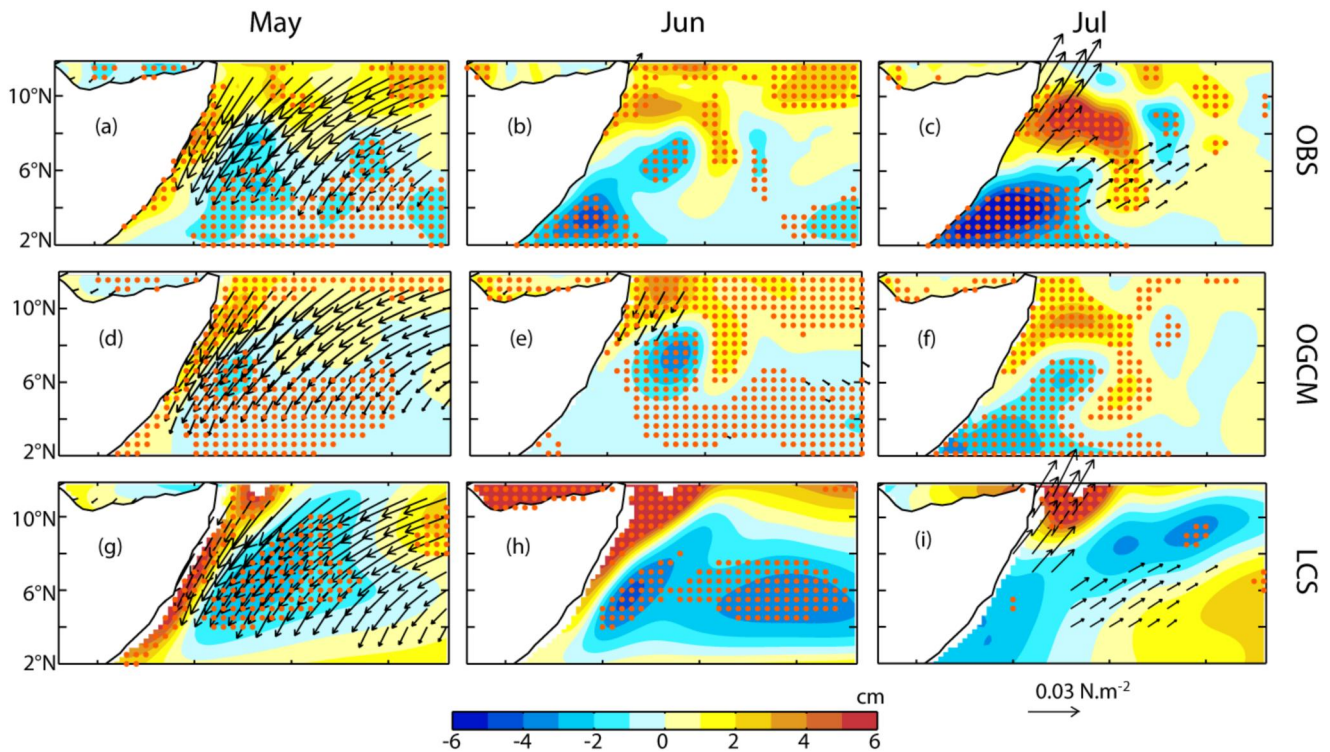 May Jun Jul
10°N (a) (b) (c) OBS
6°N
2°N
10°N (d) (e) (f) OGCM
6°N
2°N
10°N (g) (h) (i) LCS
6°N
2°N
cm 0.03 N.m-2
-6 -4 -2 0 2 4 6